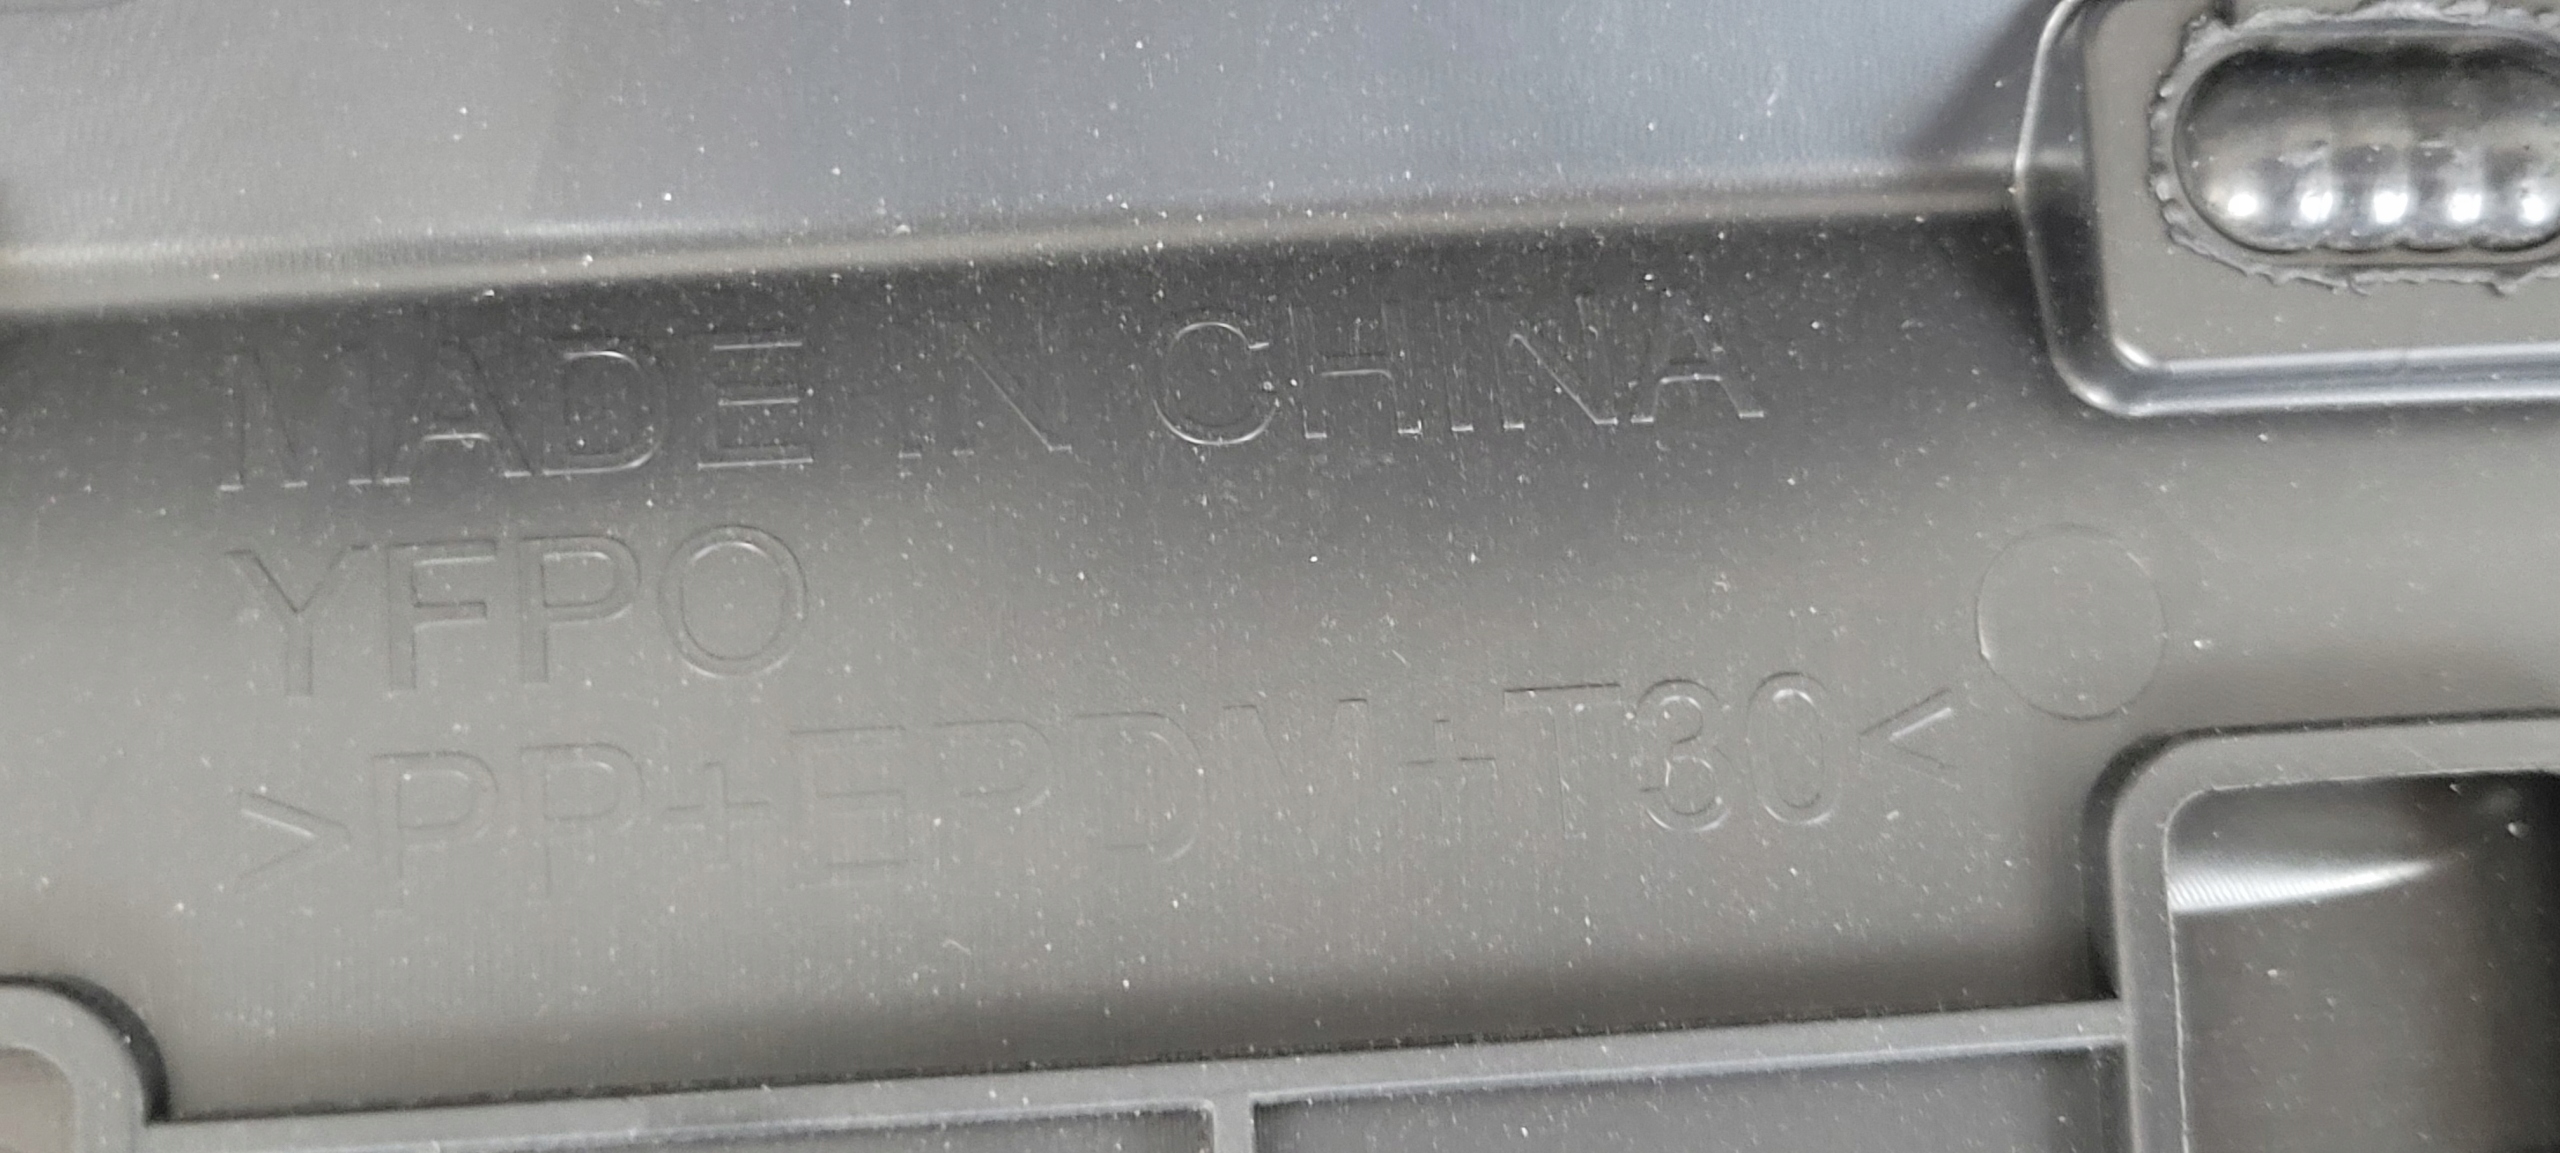 MADE IN CHINA
YFPO
>PP+EPDM+T30<